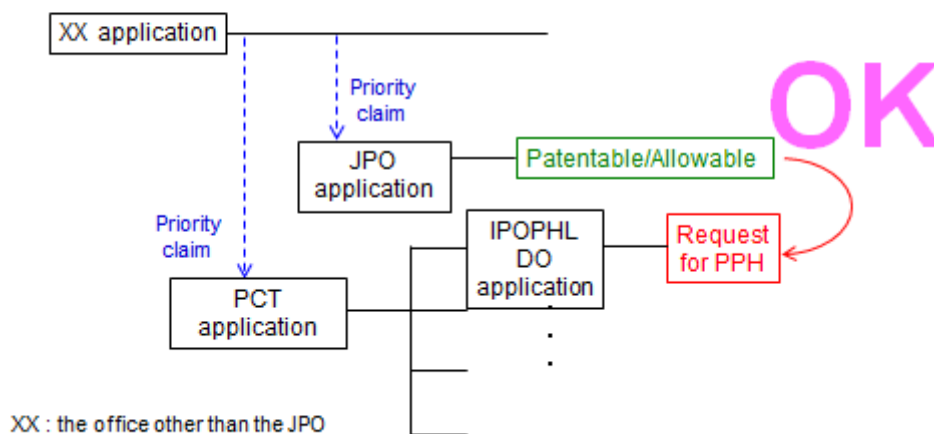 XX application
OK
Priority
claim
JPO
application
Patentable/Allowable
Priority
claim
IPOPHL
DO
application
Request
for PPH
PCT
application
XX : the office other than the JPO